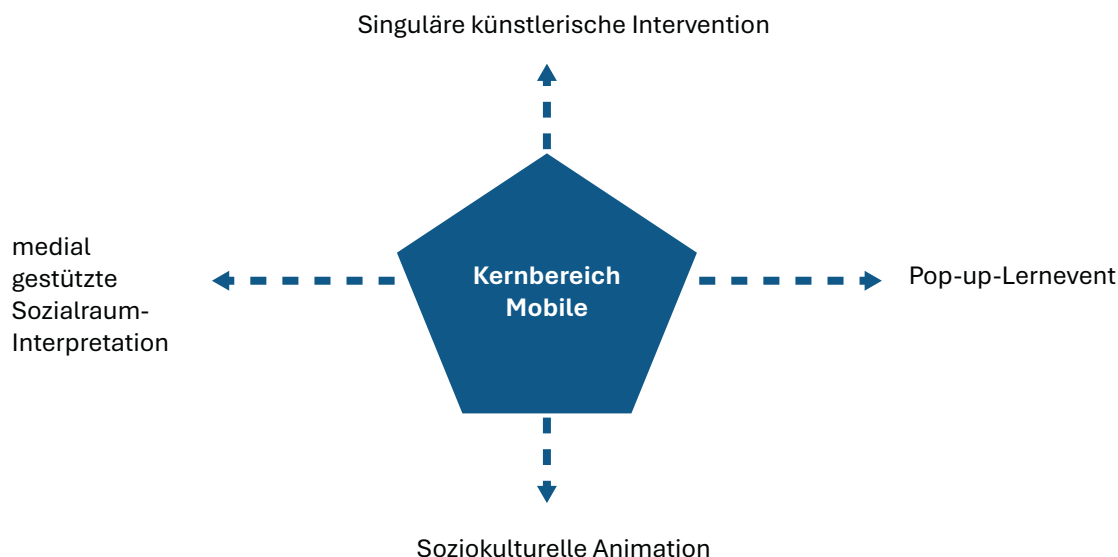 Singuläre künstlerische Intervention
medial
gestützte
Sozialraum-
Interpretation
Kernbereich
Mobile
Pop-up-Lernevent
Soziokulturelle Animation